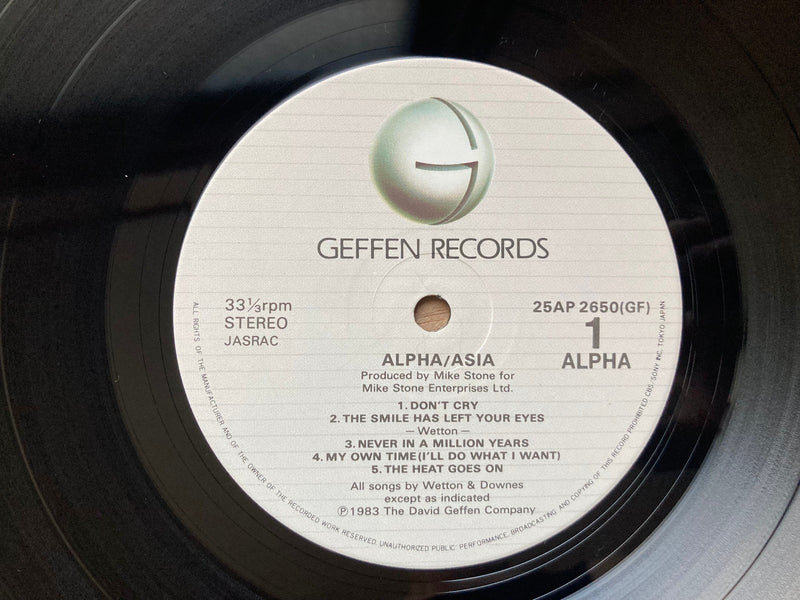 GEFFEN RECORDS
33⅓rpm
STEREO
JASRAC
25AP 2650(GF)
1
ALPHA
ALPHA/ASIA
Produced by Mike Stone for
Mike Stone Enterprises Ltd.
1. DON'T CRY
2. THE SMILE HAS LEFT YOUR EYES
– Wetton –
3. NEVER IN A MILLION YEARS
4. MY OWN TIME (I'LL DO WHAT I WANT)
5. THE HEAT GOES ON
All songs by Wetton & Downes
except as indicated
℗1983 The David Geffen Company
ALL RIGHTS OF THE MANUFACTURER AND OF THE OWNER OF THE RECORDED WORK RESERVED. UNAUTHORIZED PUBLIC PERFORMANCE, BROADCASTING AND COPYING OF THIS RECORD PROHIBITED CBS/SONY INC. TOKYO JAPAN